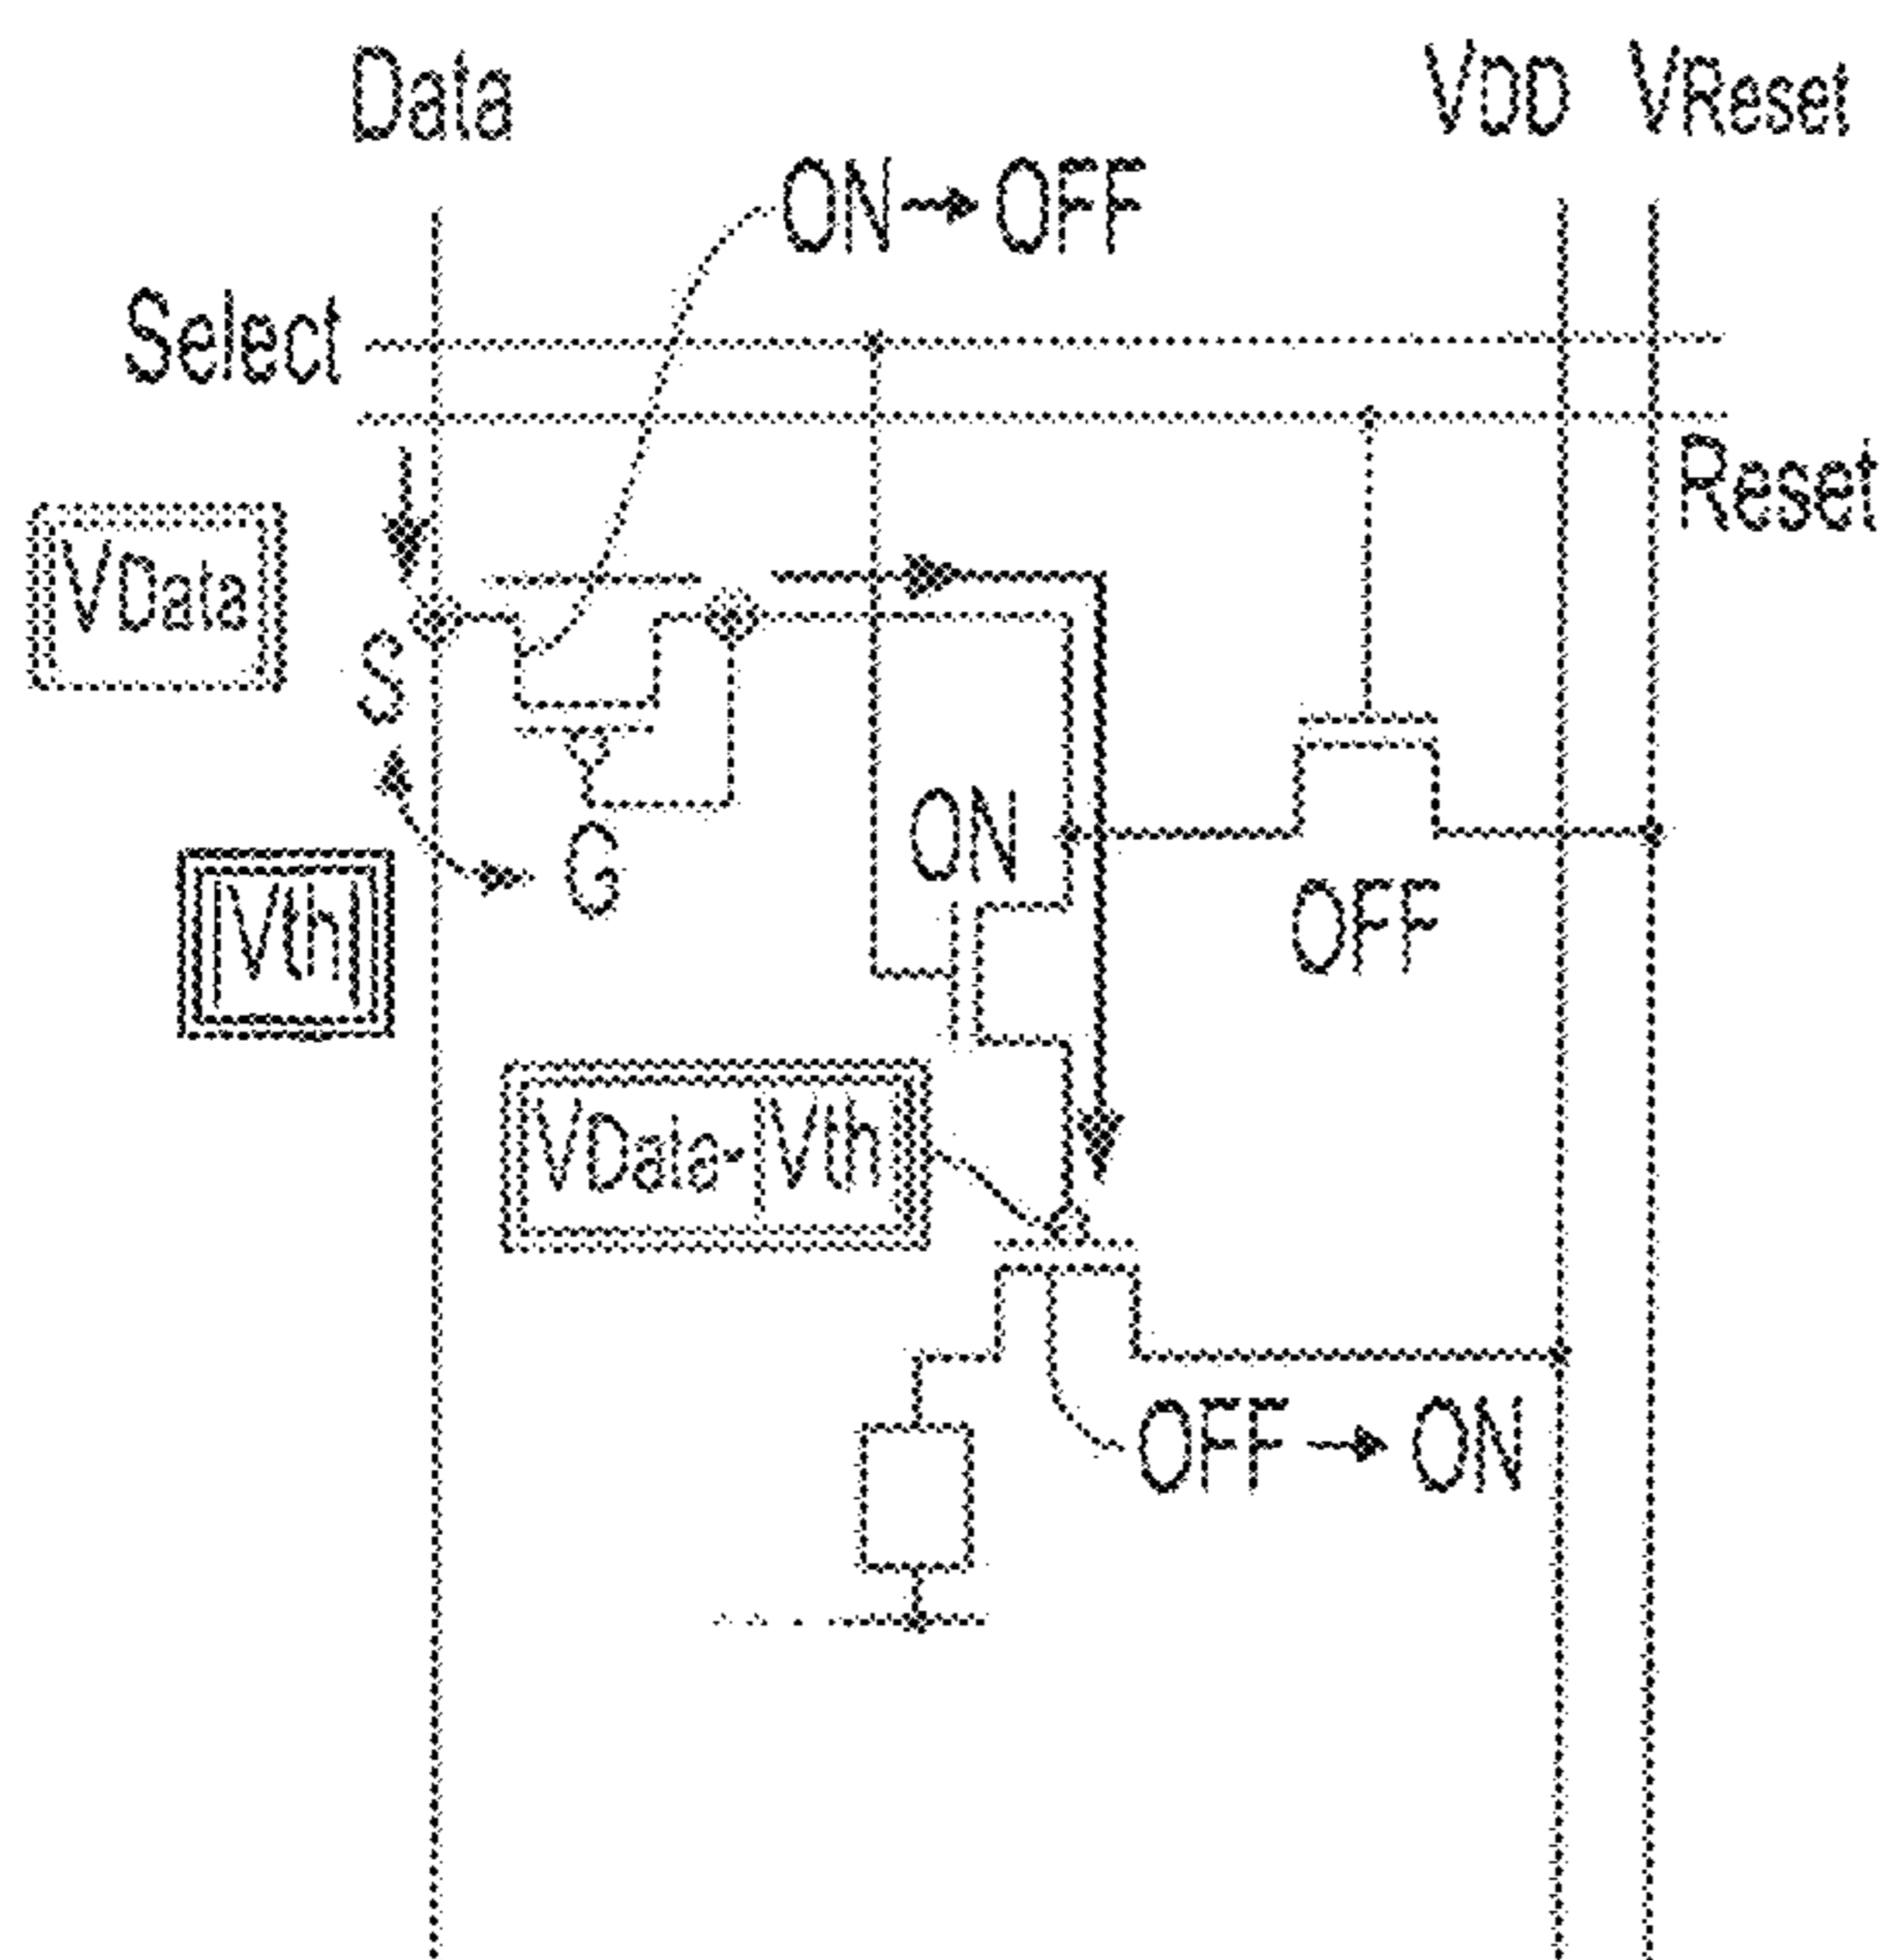 Data
VDD VReset
ON→OFF
Select
Reset
VData
S
ON
G
|Vth|
OFF
VData-|Vth|
OFF→ON